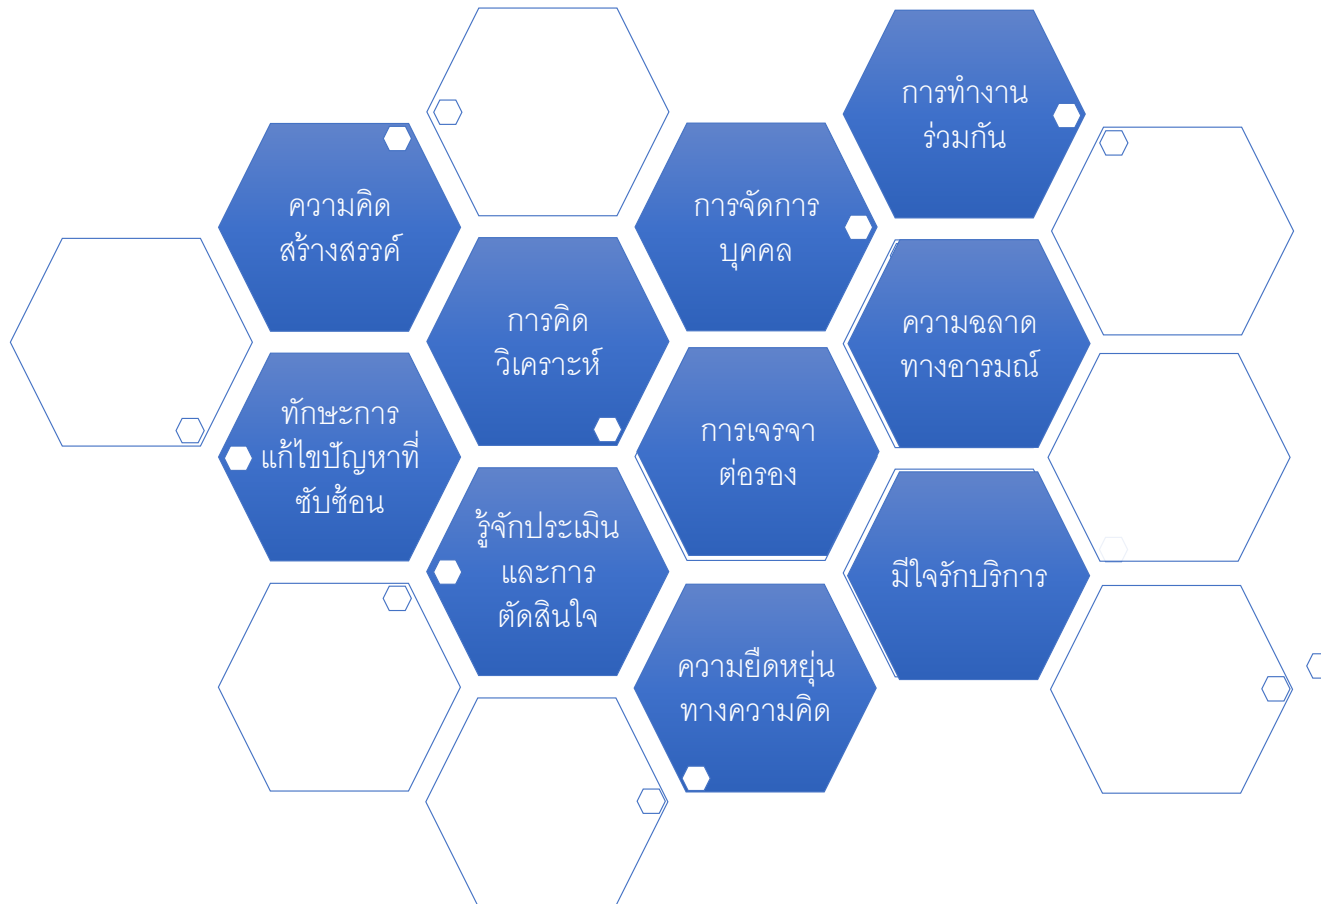 การทำงาน
ร่วมกัน
ความคิด
สร้างสรรค์
การจัดการ
บุคคล
การคิด
วิเคราะห์
ความฉลาด
ทางอารมณ์
ทักษะการ
แก้ไขปัญหาที่
ซับซ้อน
การเจรจา
ต่อรอง
รู้จักประเมิน
และการ
ตัดสินใจ
มีใจรักบริการ
ความยืดหยุ่น
ทางความคิด